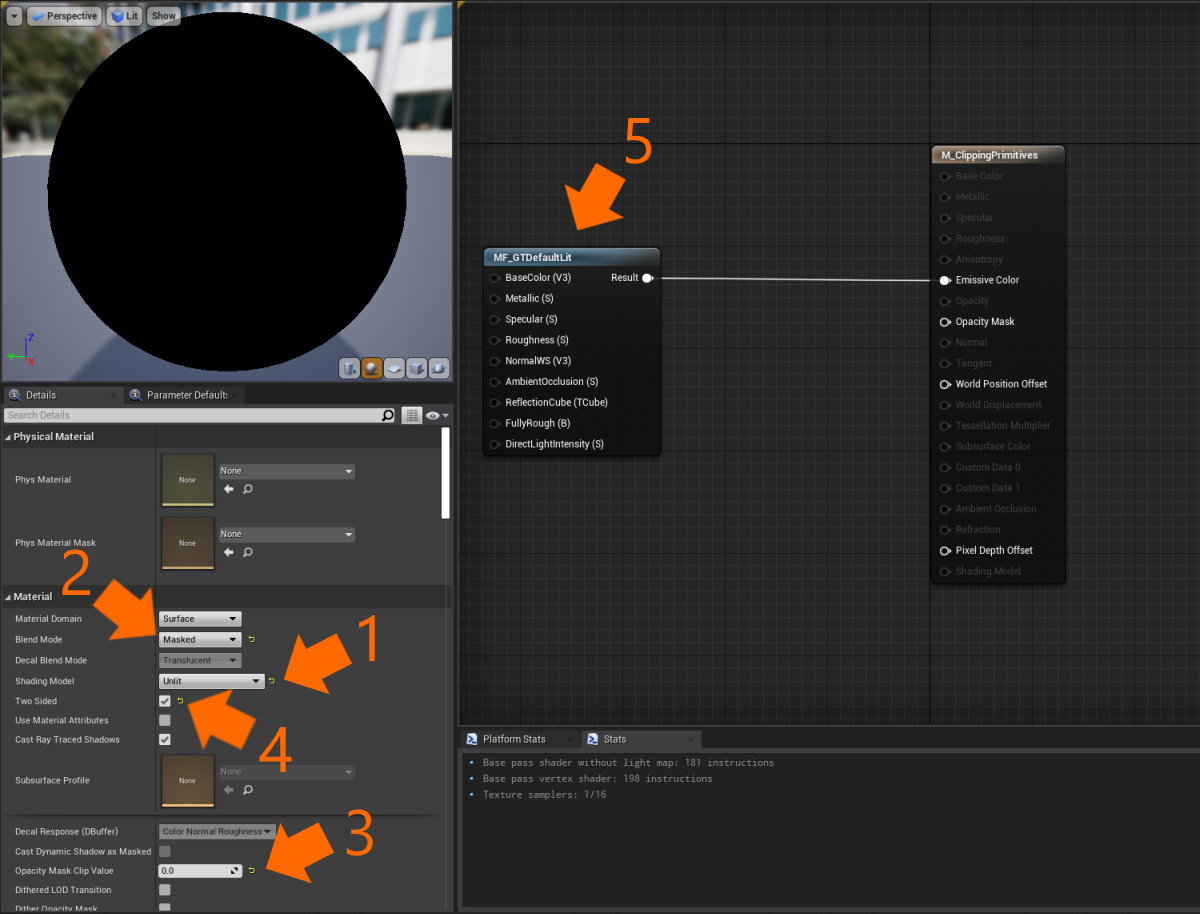 Perspective
Lit
Show
Z
Y
X
Details
Parameter Default:
Search Details
Physical Material
Phys Material
None
None
Phys Material Mask
None
None
2
Material
Material Domain
Surface
Blend Mode
Masked
Decal Blend Mode
Translucent
1
Shading Model
Unlit
Two Sided
Use Material Attributes
Cast Ray Traced Shadows
4
Subsurface Profile
None
None
Decal Response (DBuffer)
Color Normal Roughness
Cast Dynamic Shadow as Masked
3
Opacity Mask Clip Value
0.0
Dithered LOD Transition
Dither Opacity Mask
5
MF_GTDefaultLit
BaseColor (V3)
Result
Metallic (S)
Specular (S)
Roughness (S)
NormalWS (V3)
AmbientOcclusion (S)
ReflectionCube (TCube)
FullyRough (B)
DirectLightIntensity (S)
M_ClippingPrimitives
Base Color
Metallic
Specular
Roughness
Anisotropy
Emissive Color
Opacity
Opacity Mask
Normal
Tangent
World Position Offset
World Displacement
Tessellation Multiplier
Subsurface Color
Custom Data 0
Custom Data 1
Ambient Occlusion
Refraction
Pixel Depth Offset
Shading Model
Platform Stats
Stats
Base pass shader without light map: 181 instructions
Base pass vertex shader: 198 instructions
Texture samplers: 1/16